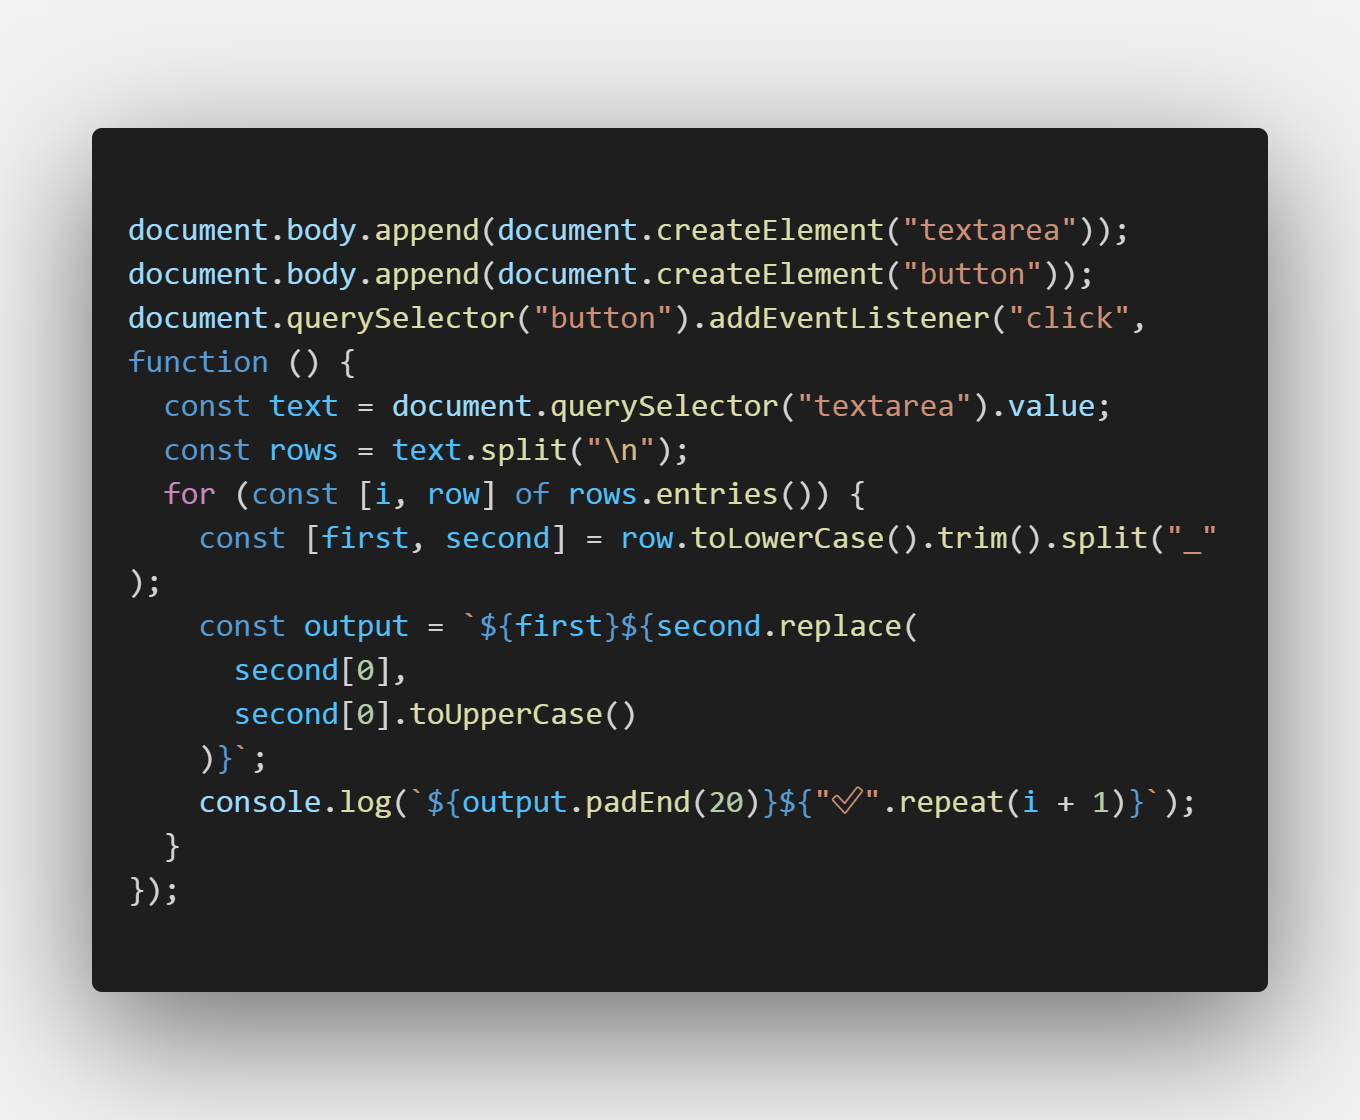 document.body.append(document.createElement("textarea"));
document.body.append(document.createElement("button"));
document.querySelector("button").addEventListener("click",
function () {
  const text = document.querySelector("textarea").value;
  const rows = text.split("\n");
  for (const [i, row] of rows.entries()) {
    const [first, second] = row.toLowerCase().trim().split("_"
);
    const output = `${first}${second.replace(
      second[0],
      second[0].toUpperCase()
    )}`;
    console.log(`${output.padEnd(20)}${"✅".repeat(i + 1)}`);
  }
});